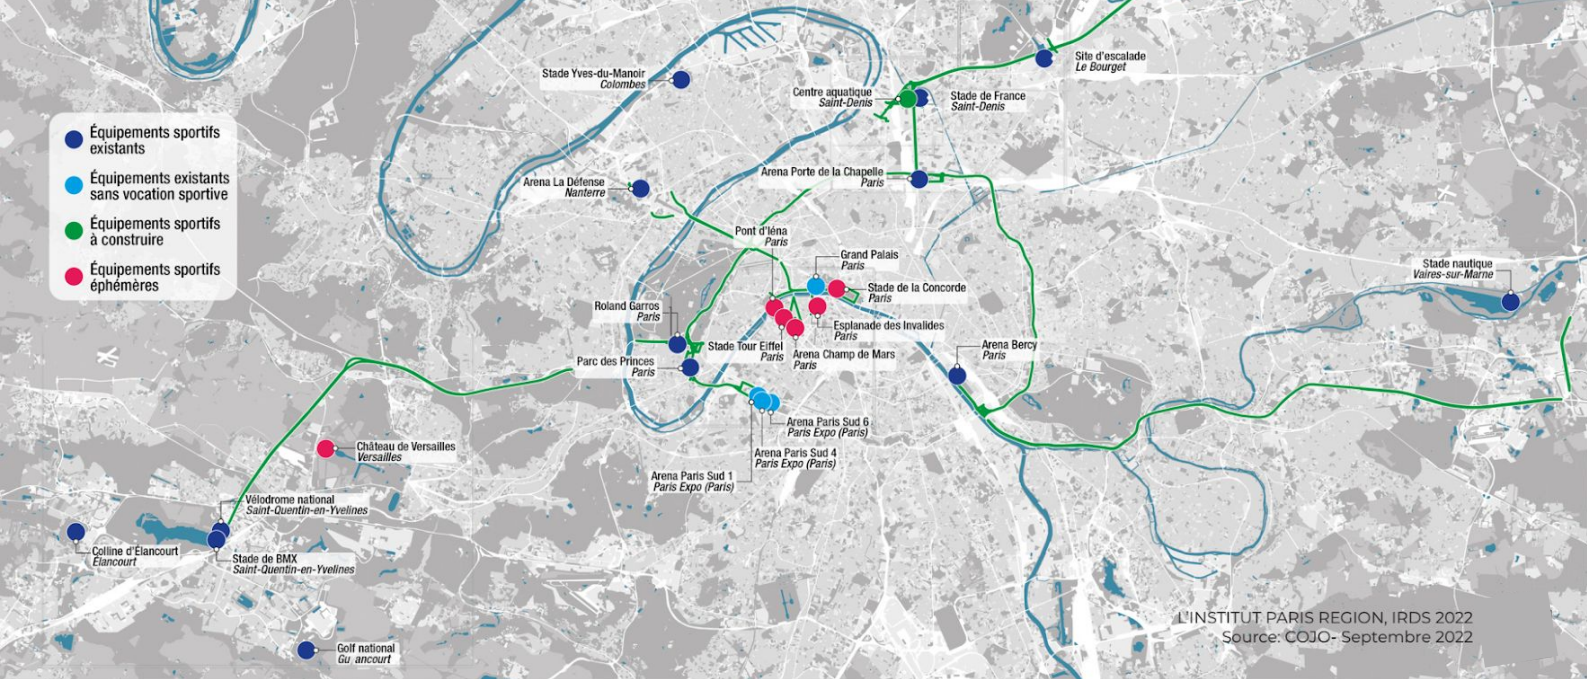 Équipements sportifs
existants
Équipements existants
sans vocation sportive
Équipements sportifs
à construire
Équipements sportifs
éphémères
Stade Yves-du-Manoir
Colombes
Centre aquatique
Saint-Denis
Stade de France
Saint-Denis
Site d'escalade
Le Bourget
Arena La Défense
Nanterre
Arena Porte de la Chapelle
Paris
Pont d'Iéna
Paris
Grand Palais
Paris
Stade de la Concorde
Paris
Stade nautique
Vaires-sur-Marne
Roland Garros
Paris
Esplanade des Invalides
Paris
Stade Tour Eiffel
Paris
Arena Champ de Mars
Paris
Arena Bercy
Paris
Parc des Princes
Paris
Arena Paris Sud 6
Paris Expo (Paris)
Arena Paris Sud 4
Paris Expo (Paris)
Arena Paris Sud 1
Paris Expo (Paris)
Château de Versailles
Versailles
Vélodrome national
Saint-Quentin-en-Yvelines
Colline d'Élancourt
Élancourt
Stade de BMX
Saint-Quentin-en-Yvelines
Golf national
Gu ancourt
L'INSTITUT PARIS REGION, IRDS 2022
Source: COJO- Septembre 2022